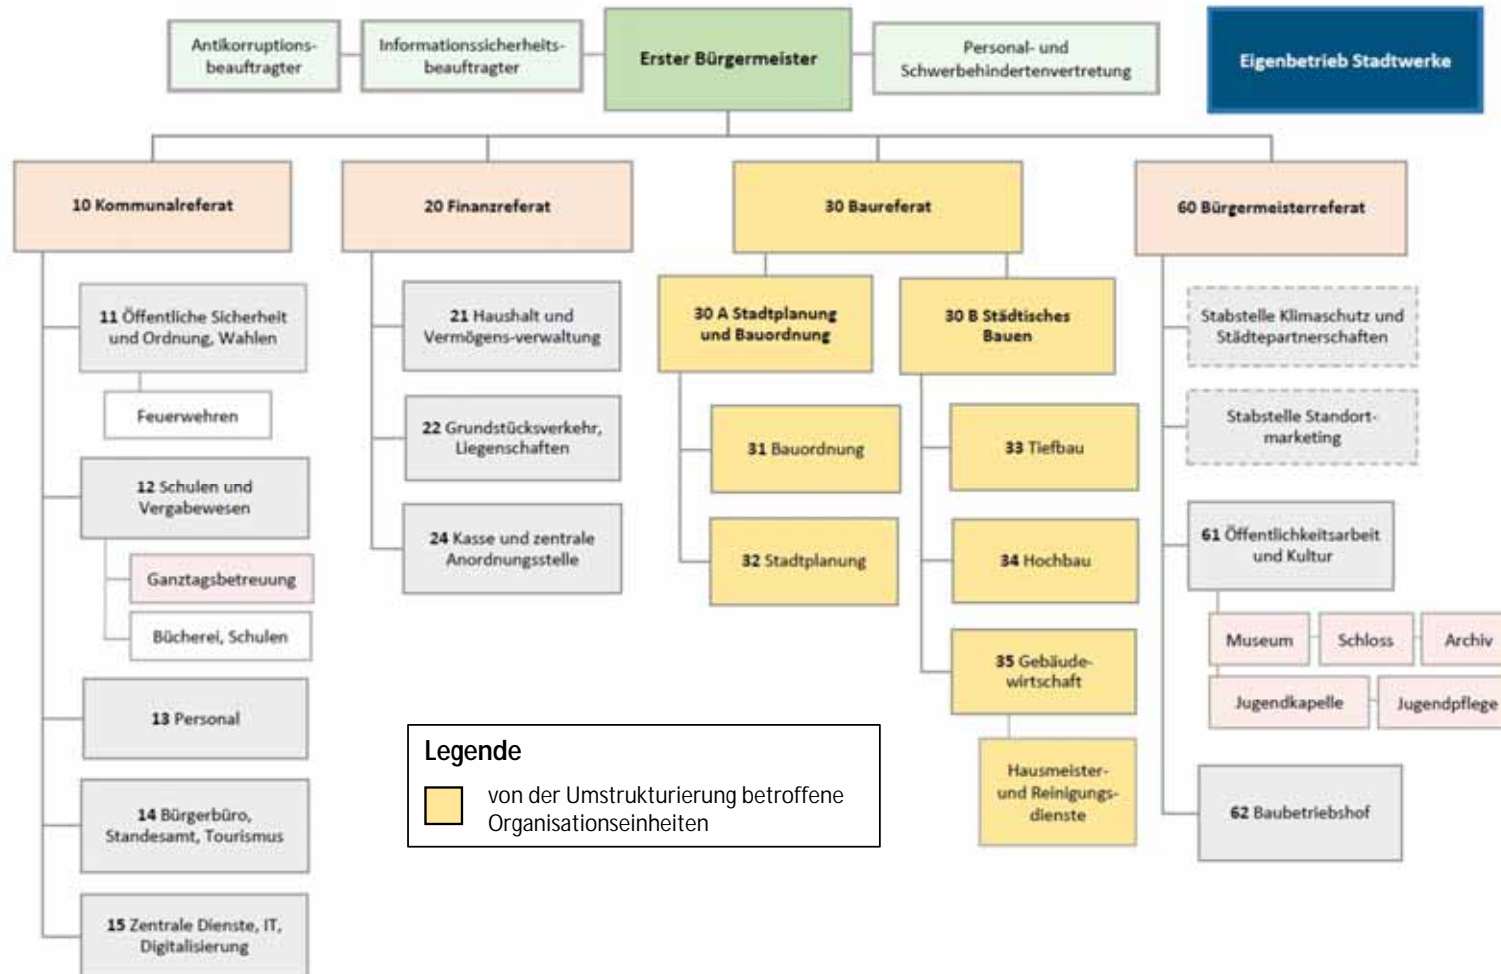 Antikorruptions-
beauftragter
Informationssicherheits-
beauftragter
Erster Bürgermeister
Personal- und
Schwerbehindertenvertretung
Eigenbetrieb Stadtwerke
10 Kommunalreferat
20 Finanzreferat
30 Baureferat
60 Bürgermeisterreferat
11 Öffentliche Sicherheit
und Ordnung, Wahlen
Feuerwehren
12 Schulen und
Vergabewesen
Ganztagsbetreuung
Bücherei, Schulen
13 Personal
14 Bürgerbüro,
Standesamt, Tourismus
15 Zentrale Dienste, IT,
Digitalisierung
21 Haushalt und
Vermögens-verwaltung
22 Grundstücksverkehr,
Liegenschaften
24 Kasse und zentrale
Anordnungsstelle
30 A Stadtplanung
und Bauordnung
31 Bauordnung
32 Stadtplanung
30 B Städtisches
Bauen
33 Tiefbau
34 Hochbau
35 Gebäude-
wirtschaft
Hausmeister-
und Reinigungs-
dienste
Stabstelle Klimaschutz und
Städtepartnerschaften
Stabstelle Standort-
marketing
61 Öffentlichkeitsarbeit
und Kultur
Museum
Schloss
Archiv
Jugendkapelle
Jugendpflege
62 Baubetriebshof
Legende
von der Umstrukturierung betroffene
Organisationseinheiten